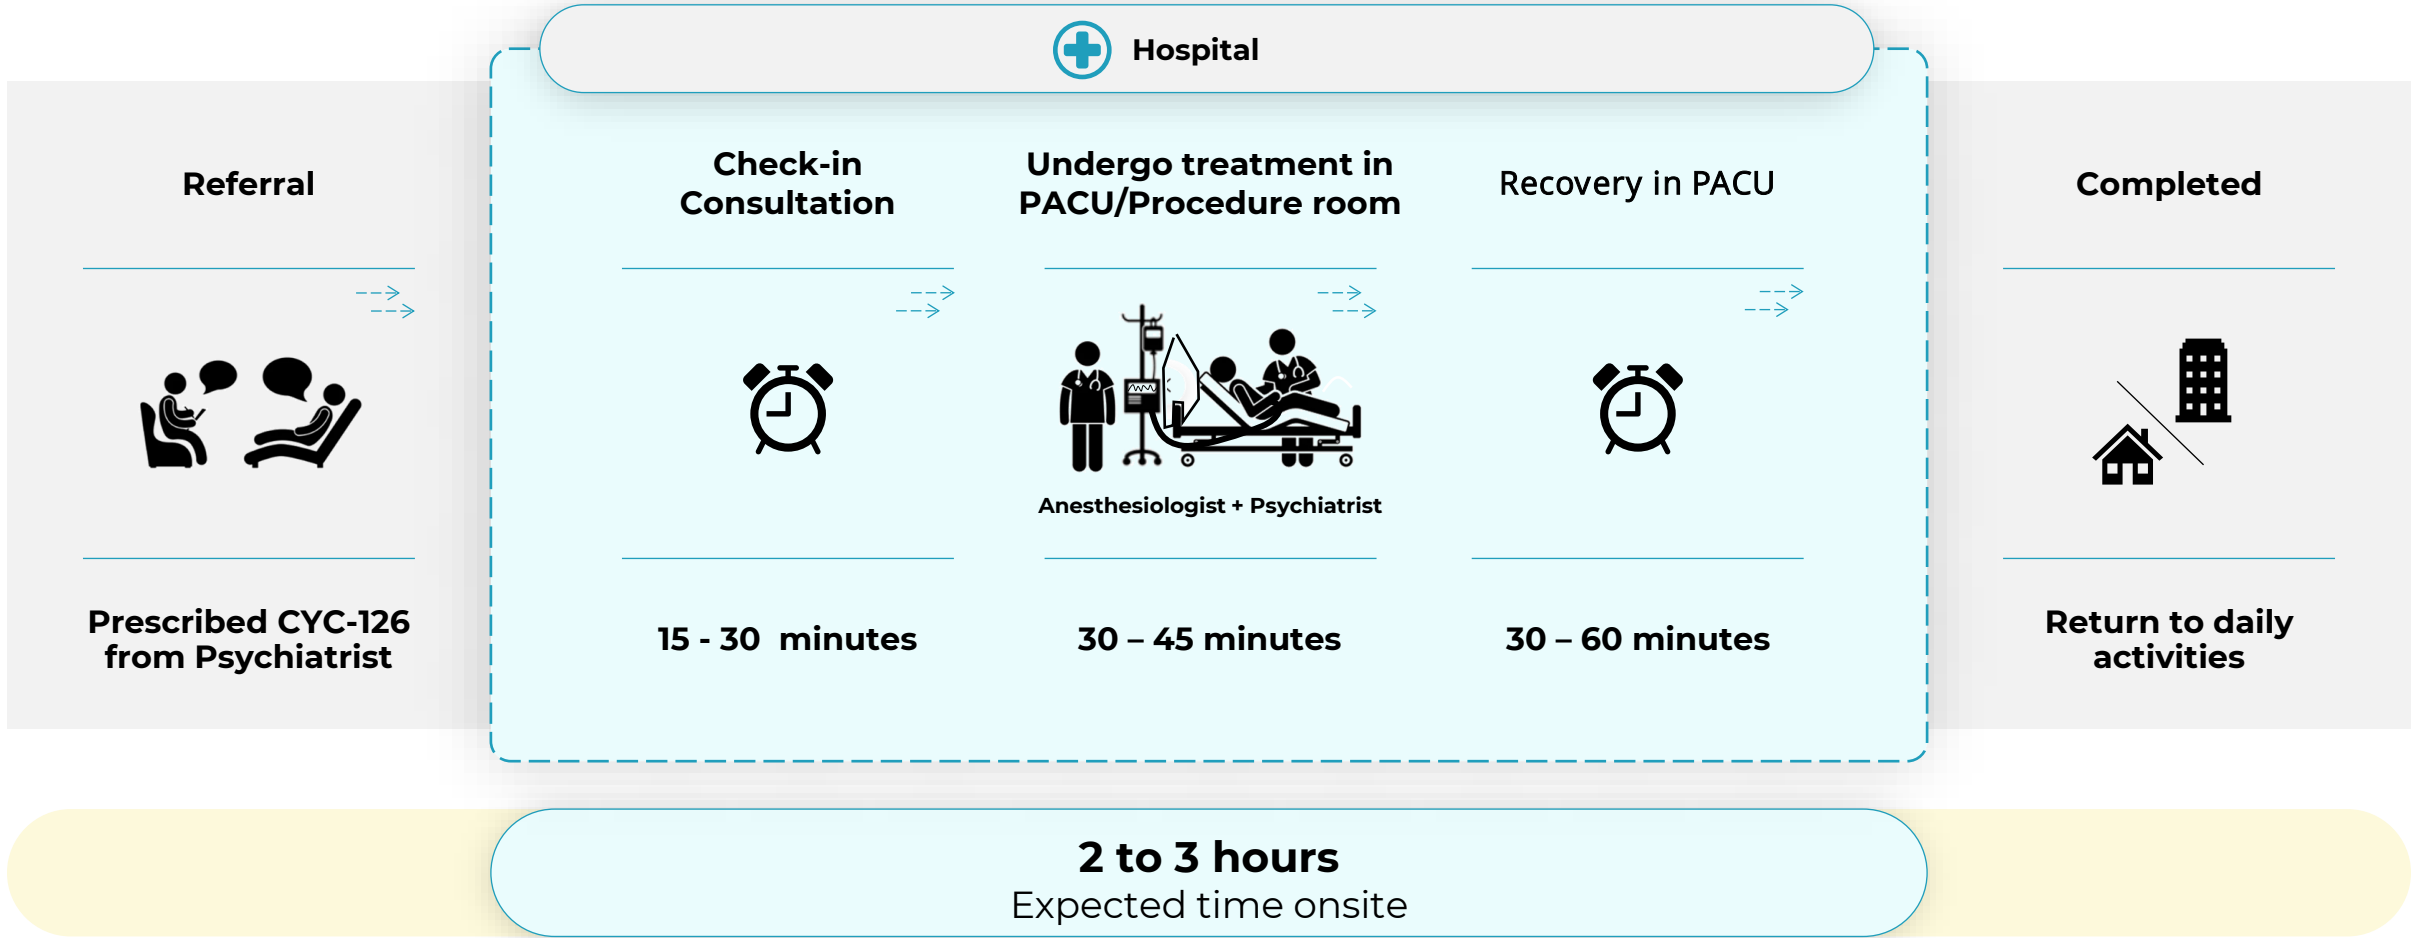 Hospital
Referral
Check-in
Consultation
Undergo treatment in
PACU/Procedure room
Recovery in PACU
Completed
Anesthesiologist + Psychiatrist
Prescribed CYC-126
from Psychiatrist
15 - 30  minutes
30 – 45 minutes
30 – 60 minutes
Return to daily
activities
2 to 3 hours
Expected time onsite